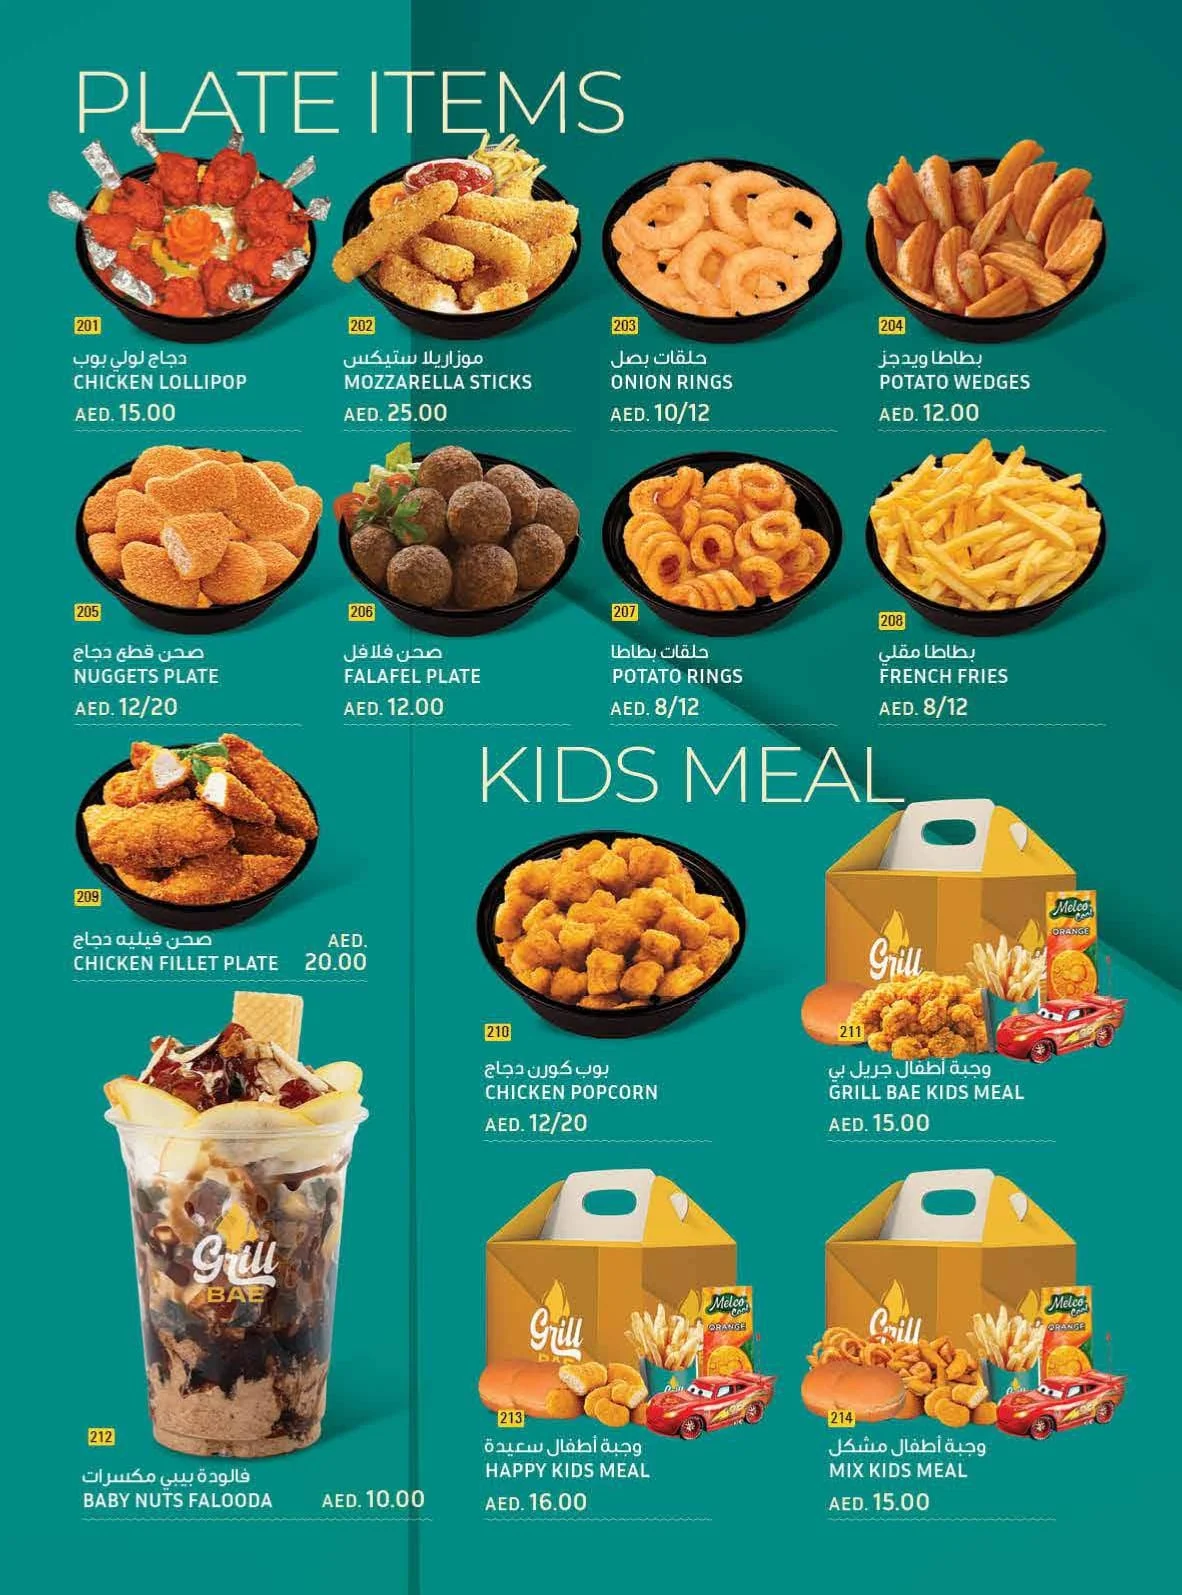 PLATE ITEMS
201
دجاج لولي بوب
CHICKEN LOLLIPOP
AED. 15.00
202
موزاريلا ستيكس
MOZZARELLA STICKS
AED. 25.00
203
حلقات بصل
ONION RINGS
AED. 10/12
204
بطاطا ويدجز
POTATO WEDGES
AED. 12.00
205
صحن قطع دجاج
NUGGETS PLATE
AED. 12/20
206
صحن فلافل
FALAFEL PLATE
AED. 12.00
207
حلقات بطاطا
POTATO RINGS
AED. 8/12
208
بطاطا مقلي
FRENCH FRIES
AED. 8/12
209
صحن فيليه دجاج
CHICKEN FILLET PLATE
AED.
20.00
KIDS MEAL
210
بوب كورن دجاج
CHICKEN POPCORN
AED. 12/20
Grill
Melco
Cool
ORANGE
211
وجبة أطفال جريل بي
GRILL BAE KIDS MEAL
AED. 15.00
Grill
BAE
212
فالودة بيبي مكسرات
BABY NUTS FALOODA
AED. 10.00
Grill
BAE
Melco
Cool
ORANGE
Grill
213
وجبة أطفال سعيدة
HAPPY KIDS MEAL
AED. 16.00
Grill
Melco
Cool
ORANGE
214
وجبة أطفال مشكل
MIX KIDS MEAL
AED. 15.00